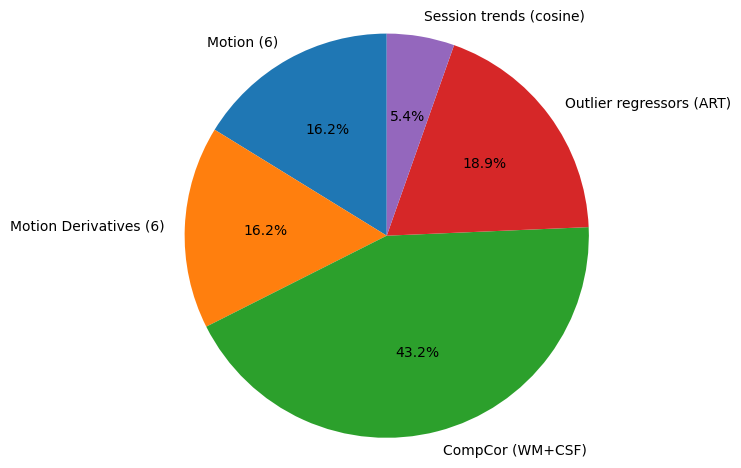 Session trends (cosine)
Motion (6)
Outlier regressors (ART)
5.4%
16.2%
18.9%
Motion Derivatives (6)
16.2%
43.2%
CompCor (WM+CSF)